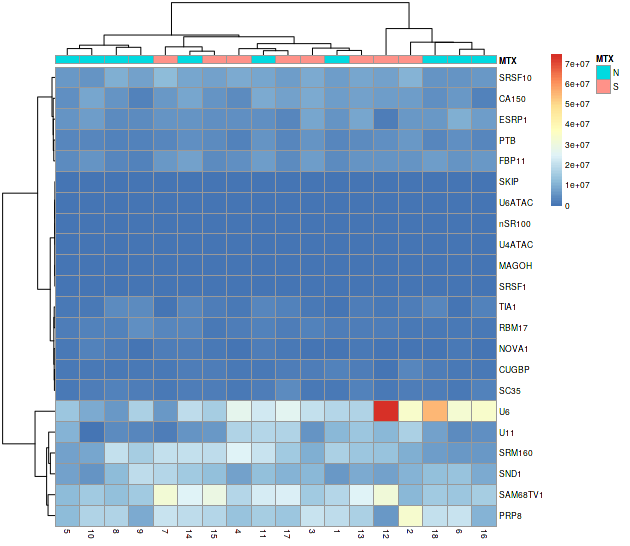 MTX
SRSF10
CA150
ESRP1
PTB
FBP11
SKIP
U6ATAC
nSR100
U4ATAC
MAGOH
SRSF1
TIA1
RBM17
NOVA1
CUGBP
SC35
U6
U11
SRM160
SND1
SAM68TV1
PRP8
5 10 8 9 7 14 15 4 11 17 3 1 13 12 2 18 6 16
7e+07
6e+07
5e+07
4e+07
3e+07
2e+07
1e+07
0
MTX
N
S